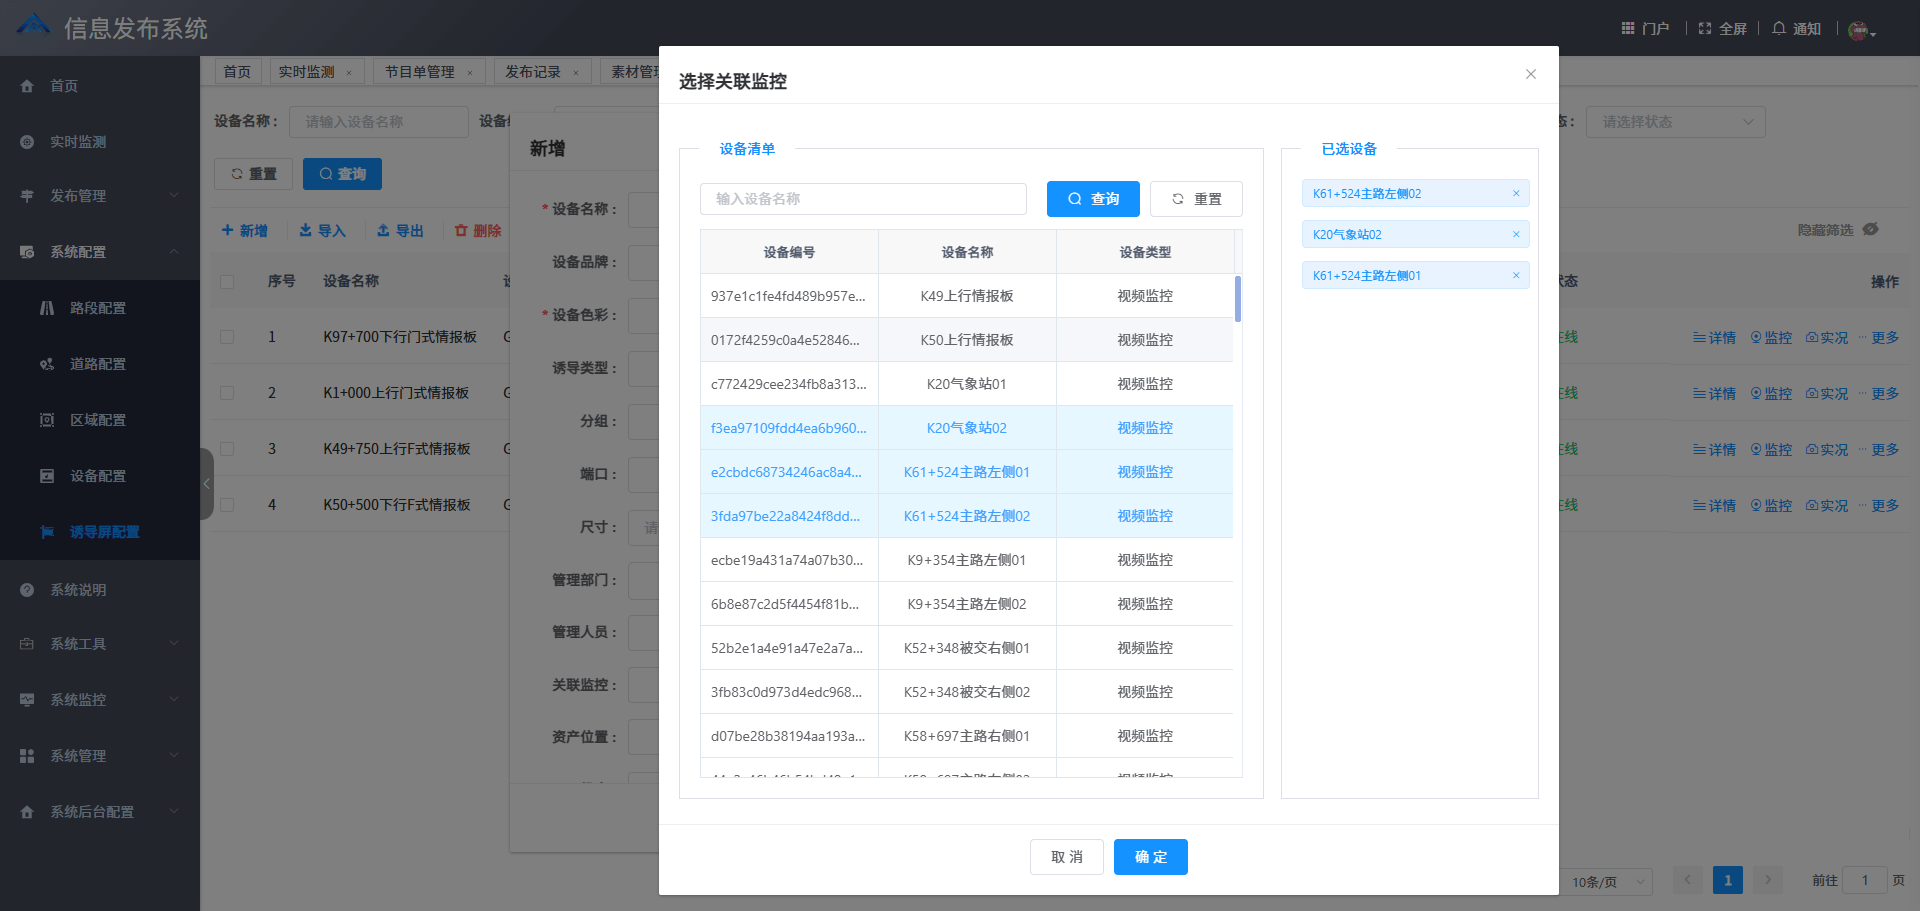 信息发布系统
门户
全屏
通知
首页
实时监测
发布管理
系统配置
路段配置
道路配置
区域配置
设备配置
诱导屏配置
系统说明
系统工具
系统监控
系统管理
系统后台配置
首页
实时监测 ×
节目单管理 ×
发布记录 ×
素材管理
设备名称：
请输入设备名称
态：
请选择状态
重置
查询
新增
导入
导出
删除
隐藏筛选
序号 设备名称 操作
1 K97+700下行门式情报板 详情 监控 实况 更多
2 K1+000上行门式情报板 详情 监控 实况 更多
3 K49+750上行F式情报板 详情 监控 实况 更多
4 K50+500下行F式情报板 详情 监控 实况 更多
10条/页
1
前往 1 页
新增
* 设备名称：
设备品牌：
* 设备色彩：
诱导类型：
分组：
端口：
尺寸： 请
管理部门：
管理人员：
关联监控：
资产位置：
选择关联监控
设备清单
输入设备名称
查询
重置
设备编号 设备名称 设备类型
937e1c1fe4fd489b957e... K49上行情报板 视频监控
0172f4259c0a4e52846... K50上行情报板 视频监控
c772429cee234fb8a313... K20气象站01 视频监控
f3ea97109fdd4ea6b960... K20气象站02 视频监控
e2cbdc68734246ac8a4... K61+524主路左侧01 视频监控
3fda97be22a8424f8dd... K61+524主路左侧02 视频监控
ecbe19a431a74a07b30... K9+354主路左侧01 视频监控
6b8e87c2d5f4454f81b... K9+354主路左侧02 视频监控
52b2e1a4e91a47e2a7a... K52+348被交右侧01 视频监控
3fb83c0d973d4edc968... K52+348被交右侧02 视频监控
d07be28b38194aa193a... K58+697主路右侧01 视频监控
已选设备
K61+524主路左侧02 ×
K20气象站02 ×
K61+524主路左侧01 ×
取 消
确 定